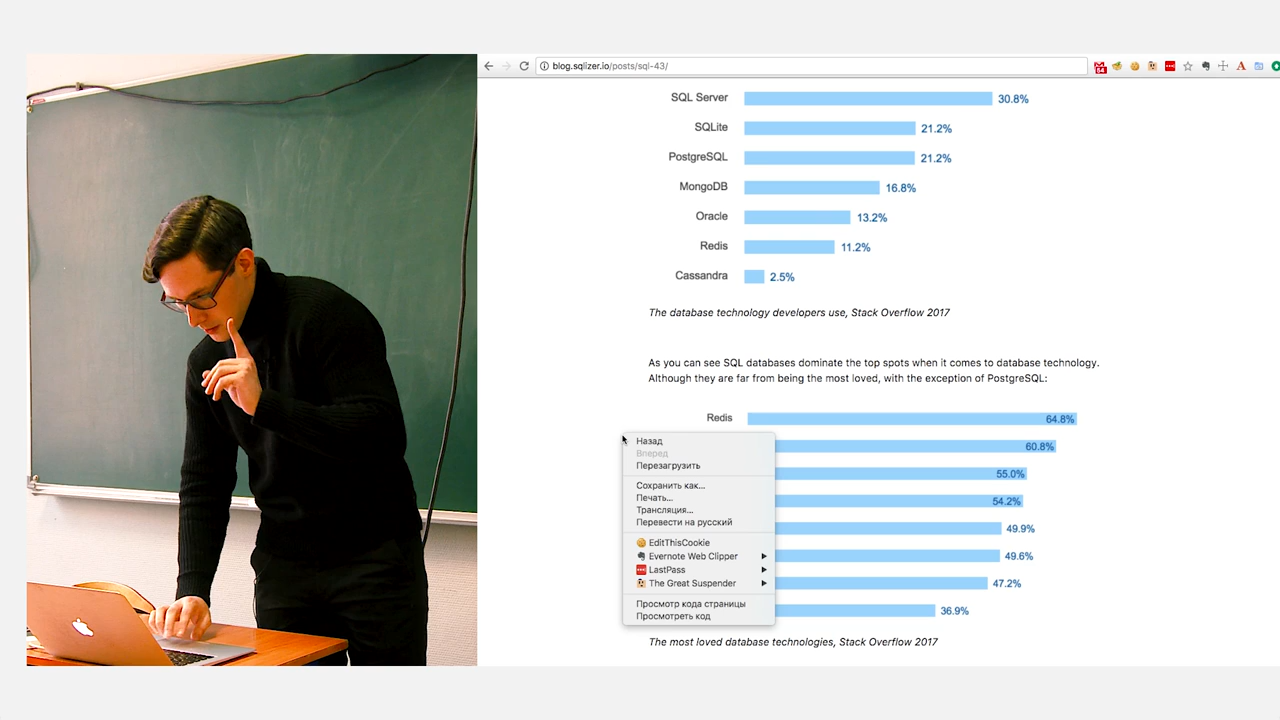 blog.sqlizer.io/posts/sql-43/
64
SQL Server 30.8%
SQLite 21.2%
PostgreSQL 21.2%
MongoDB 16.8%
Oracle 13.2%
Redis 11.2%
Cassandra 2.5%
The database technology developers use, Stack Overflow 2017
As you can see SQL databases dominate the top spots when it comes to database technology.
Although they are far from being the most loved, with the exception of PostgreSQL:
Redis 64.8%
60.8%
55.0%
54.2%
49.9%
49.6%
47.2%
36.9%
Назад
Вперед
Перезагрузить
Сохранить как...
Печать...
Трансляция...
Перевести на русский
EditThisCookie
Evernote Web Clipper
LastPass
The Great Suspender
Просмотр кода страницы
Просмотреть код
The most loved database technologies, Stack Overflow 2017